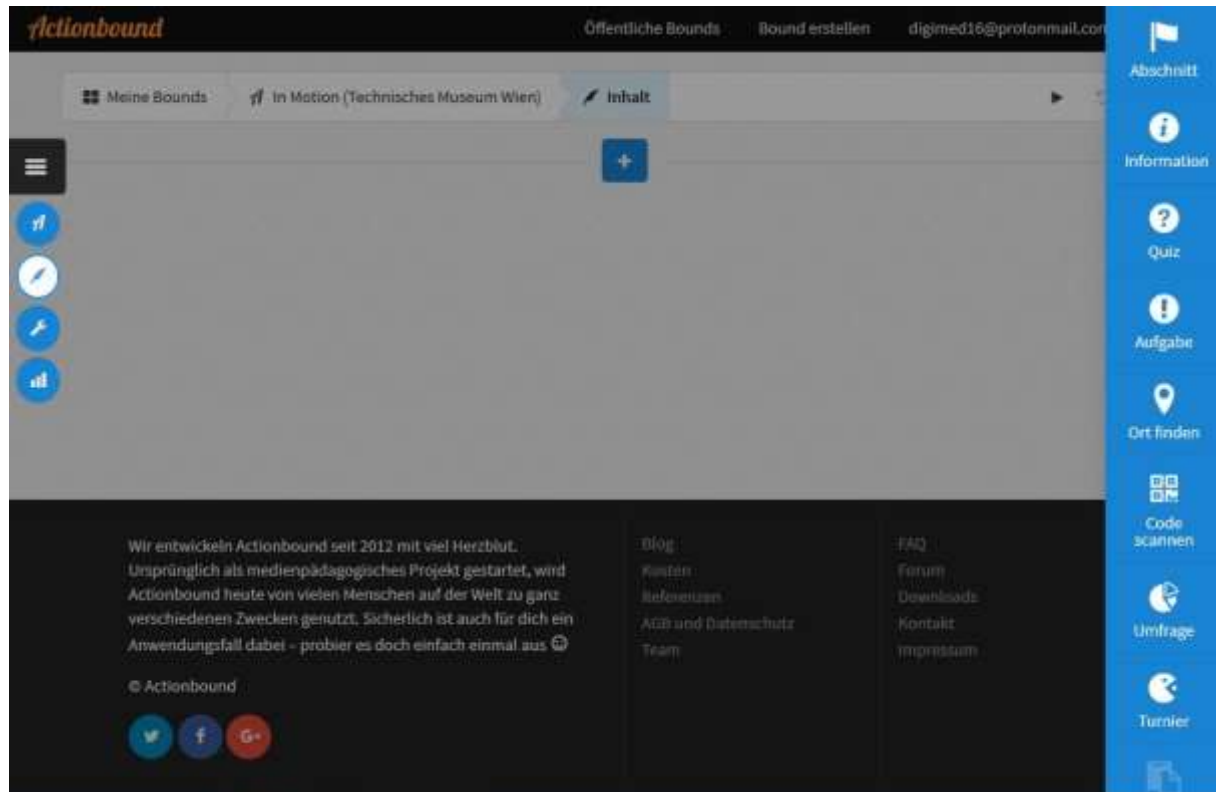 Actionbound
Öffentliche Bounds
Bound erstellen
digimed16@protonmail.com
Meine Bounds
In Motion (Technisches Museum Wien)
Inhalt
Abschnitt
Information
Quiz
Aufgabe
Ort finden
Code
scannen
Umfrage
Turnier
Wir entwickeln Actionbound seit 2012 mit viel Herzblut.
Ursprünglich als medienpädagogisches Projekt gestartet, wird
Actionbound heute von vielen Menschen auf der Welt zu ganz
verschiedenen Zwecken genutzt. Sicherlich ist auch für dich ein
Anwendungsfall dabei – probier es doch einfach einmal aus
© Actionbound
Blog
Kosten
Referenzen
AGB und Datenschutz
Team
FAQ
Forum
Downloads
Kontakt
Impressum